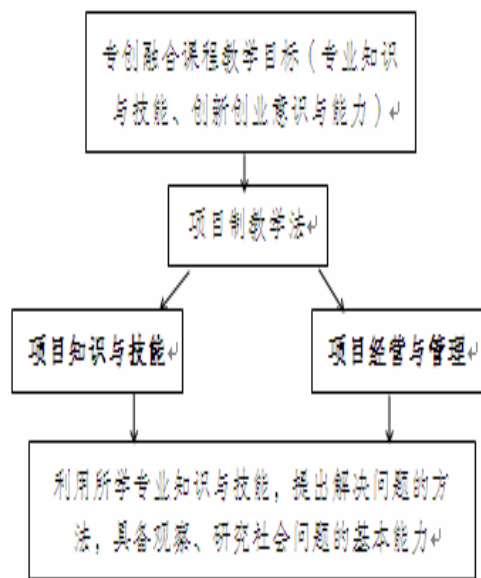 专创融合课程教学目标（专业知识
与技能、创新创业意识与能力）
项目制教学法
项目知识与技能
项目经营与管理
利用所学专业知识与技能，提出解决问题的方
法，具备观察、研究社会问题的基本能力